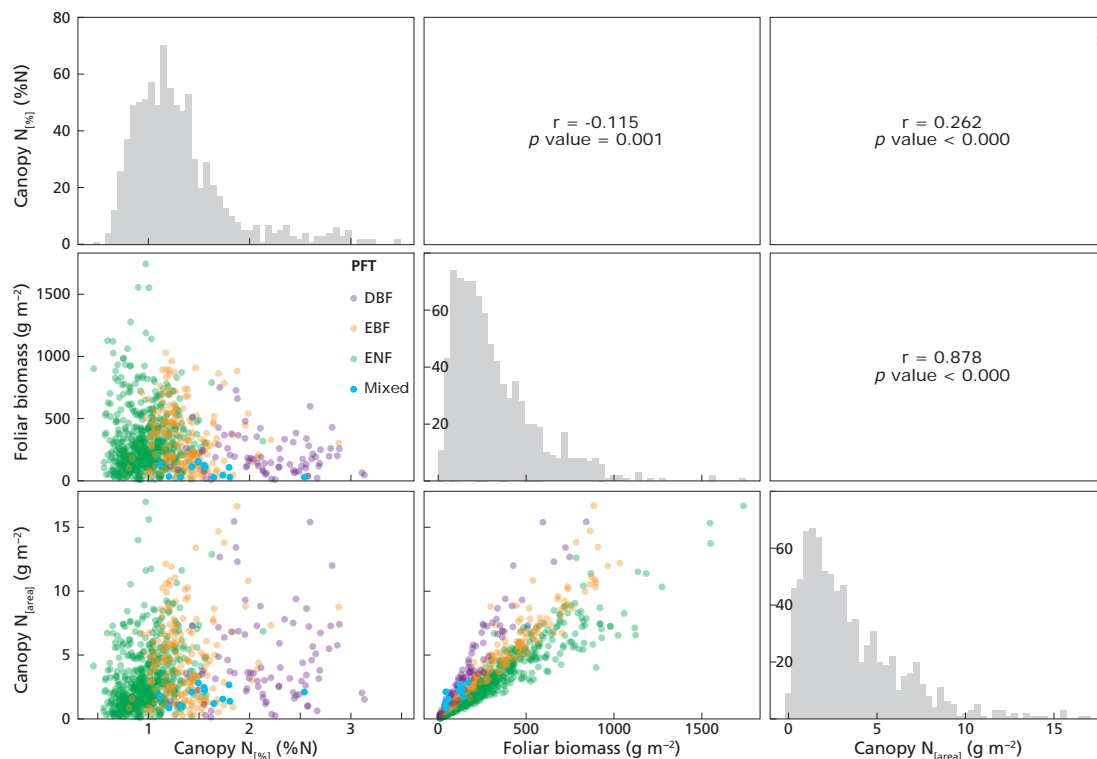 80
60
40
20
0
Canopy N[%] (%N)
r = -0.115
p value = 0.001
r = 0.262
p value < 0.000
1500
1000
500
0
Foliar biomass (g m−2)
PFT
DBF
EBF
ENF
Mixed
60
40
20
r = 0.878
p value < 0.000
15
10
5
0
Canopy N[area] (g m−2)
60
40
20
1 2 3
Canopy N[%] (%N)
0 500 1000 1500
Foliar biomass (g m−2)
0 5 10 15
Canopy N[area] (g m−2)